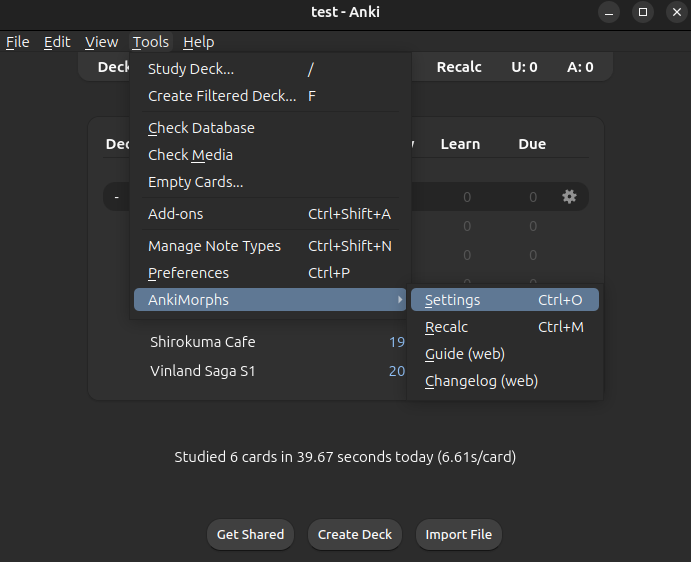 test - Anki
File Edit View Tools Help
Recalc U: 0 A: 0
Study Deck... /
Create Filtered Deck... F
Check Database
Check Media
Empty Cards...
Add-ons Ctrl+Shift+A
Manage Note Types Ctrl+Shift+N
Preferences Ctrl+P
AnkiMorphs
Learn Due
- 0 0
0 0
0 0
0 0
Settings Ctrl+O
Recalc Ctrl+M
Guide (web)
Changelog (web)
Shirokuma Cafe 19
Vinland Saga S1 20
Studied 6 cards in 39.67 seconds today (6.61s/card)
Get Shared Create Deck Import File